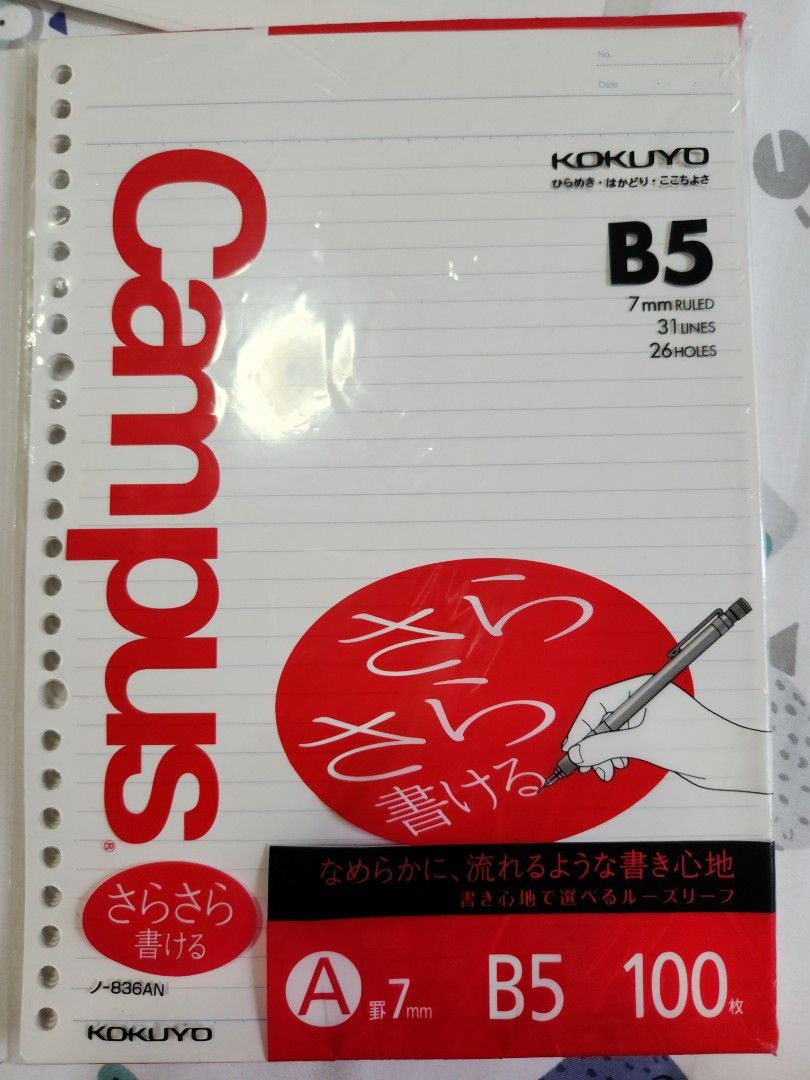 No.
Date
Campus®
KOKUYO
ひらめき・はかどり・ここちよさ
B5
7mm RULED
31 LINES
26 HOLES
さら
さら
書ける
なめらかに、流れるような書き心地
書き心地で選べるルーズリーフ
さらさら
書ける
ノ-836AN
KOKUYO
A 罫7mm B5 100枚